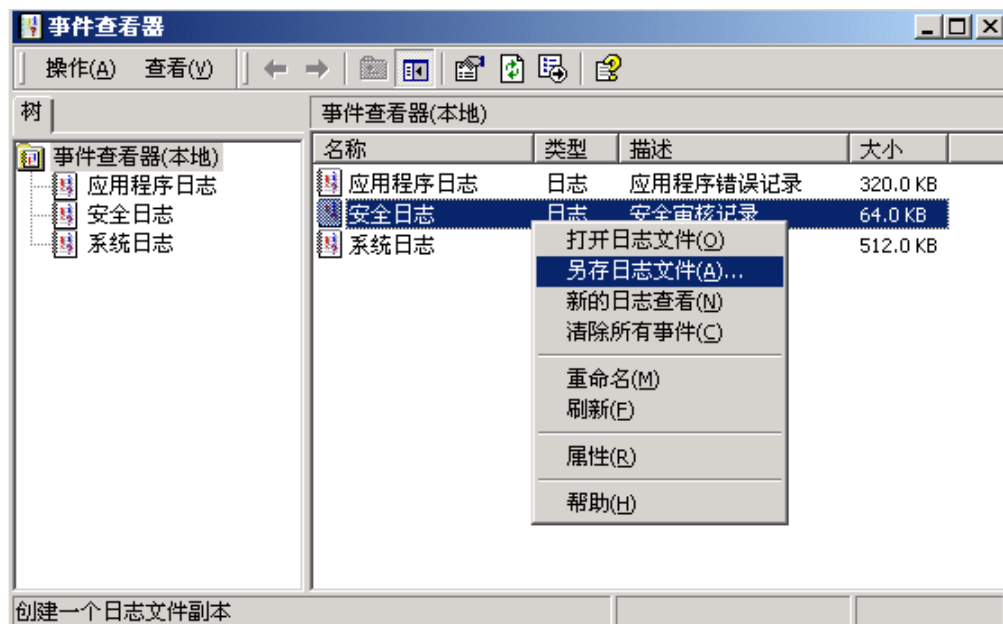 事件查看器
操作(A) 查看(V)
树
事件查看器(本地)
事件查看器(本地)
应用程序日志
安全日志
系统日志
名称 类型 描述 大小
应用程序日志 日志 应用程序错误记录 320.0 KB
安全日志 日志 安全审核记录 64.0 KB
系统日志 512.0 KB
打开日志文件(O)
另存日志文件(A)...
新的日志查看(N)
清除所有事件(C)
重命名(M)
刷新(F)
属性(R)
帮助(H)
创建一个日志文件副本